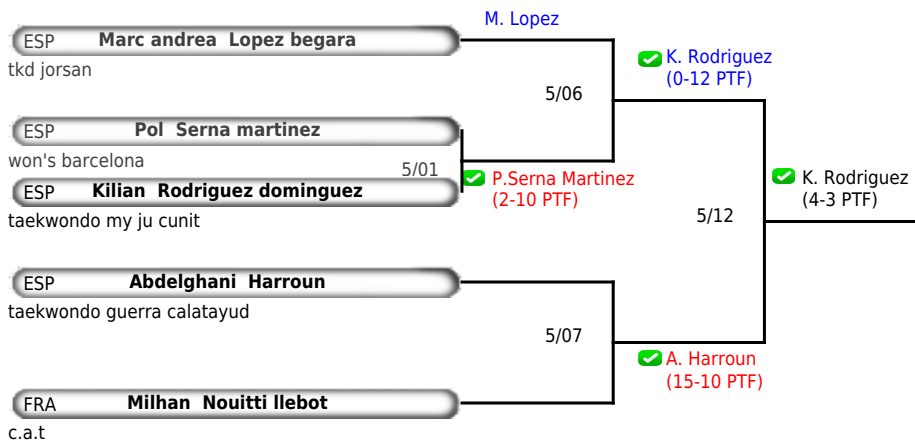 M. Lopez
ESP Marc andrea Lopez begara
tkd jorsan
K. Rodriguez
(0-12 PTF)
5/06
ESP Pol Serna martinez
won's barcelona
5/01
P.Serna Martinez
(2-10 PTF)
K. Rodriguez
(4-3 PTF)
ESP Kilian Rodriguez dominguez
taekwondo my ju cunit
5/12
ESP Abdelghani Harroun
taekwondo guerra calatayud
5/07
A. Harroun
(15-10 PTF)
FRA Milhan Nouitti llebot
c.a.t